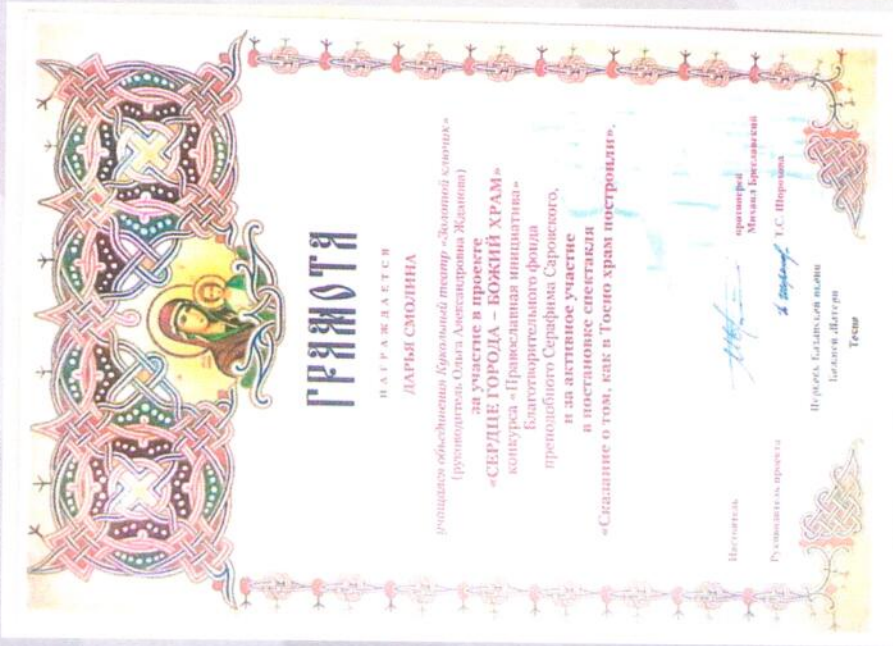 ГРАМОТА
НАГРАЖДАЕТСЯ
ДАРЬЯ СМОЛИНА
учащаяся объединения Кукольный театр «Золотой ключик»
(руководитель Ольга Александровна Жданова)
за участие в проекте
«СЕРДЦЕ ГОРОДА – БОЖИЙ ХРАМ»
конкурса «Православная инициатива»
Благотворительного фонда
преподобного Серафима Саровского,
и за активное участие
в постановке спектакля
«Сказание о том, как в Тосно храм построили».
Настоятель протоиерей
Михаил Бреславский
Руководитель проекта Т.С. Широкова
Церковь Казанской иконы
Божией Матери
Тосно